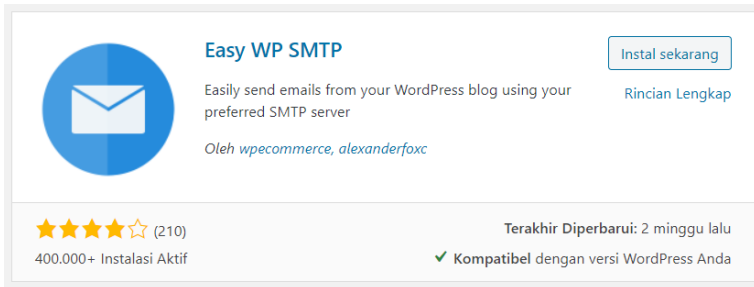 Easy WP SMTP
Instal sekarang
Easily send emails from your WordPress blog using your
preferred SMTP server
Rincian Lengkap
Oleh wpecommerce, alexanderfoxc
(210)
400.000+ Instalasi Aktif
Terakhir Diperbarui: 2 minggu lalu
Kompatibel dengan versi WordPress Anda